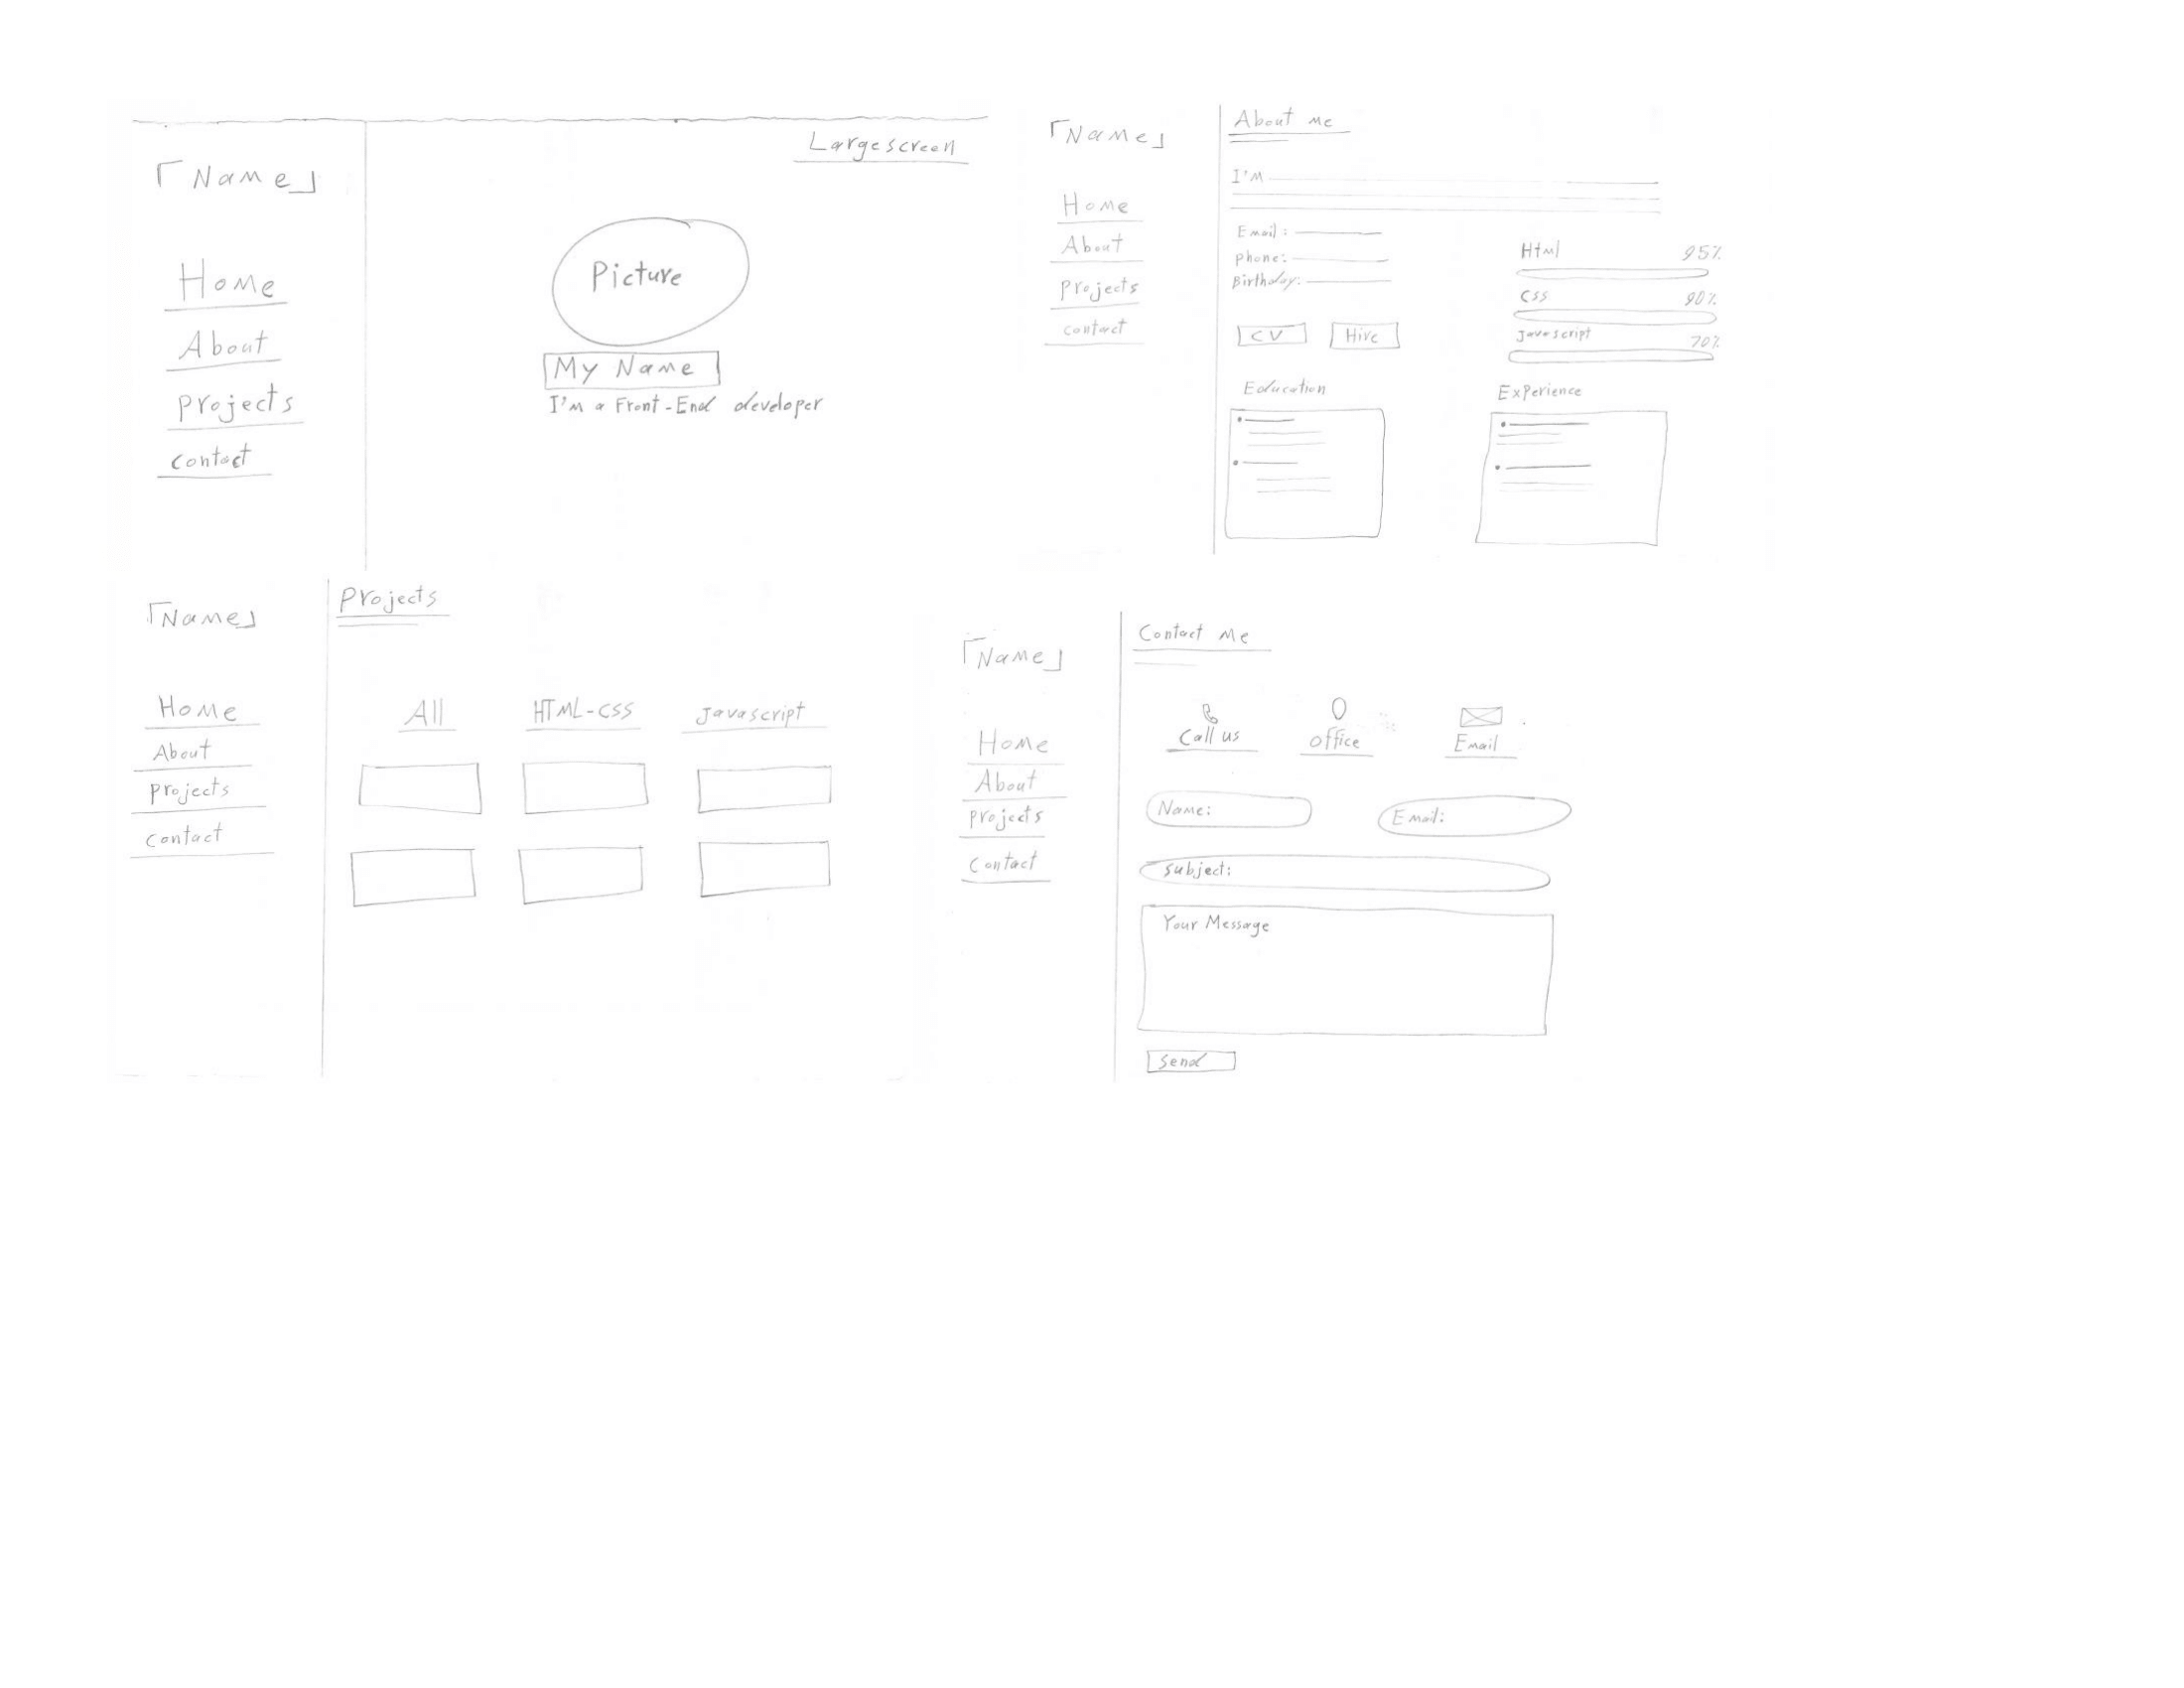 Largescreen
「Name」
Home
About
Projects
Contact
Picture
My Name
I'm a Front-End developer
「Name」
Home
About
Projects
Contact
About me
I'm
Email:
Phone:
Birthday:
CV
Hire
Html 95%
Css 90%
Javascript 70%
Education
Experience
「Name」
Home
About
Projects
Contact
Projects
All
HTML-CSS
Javascript
「Name」
Home
About
Projects
Contact
Contact Me
Call us
Office
Email
Name:
Email:
Subject:
Your Message
Send